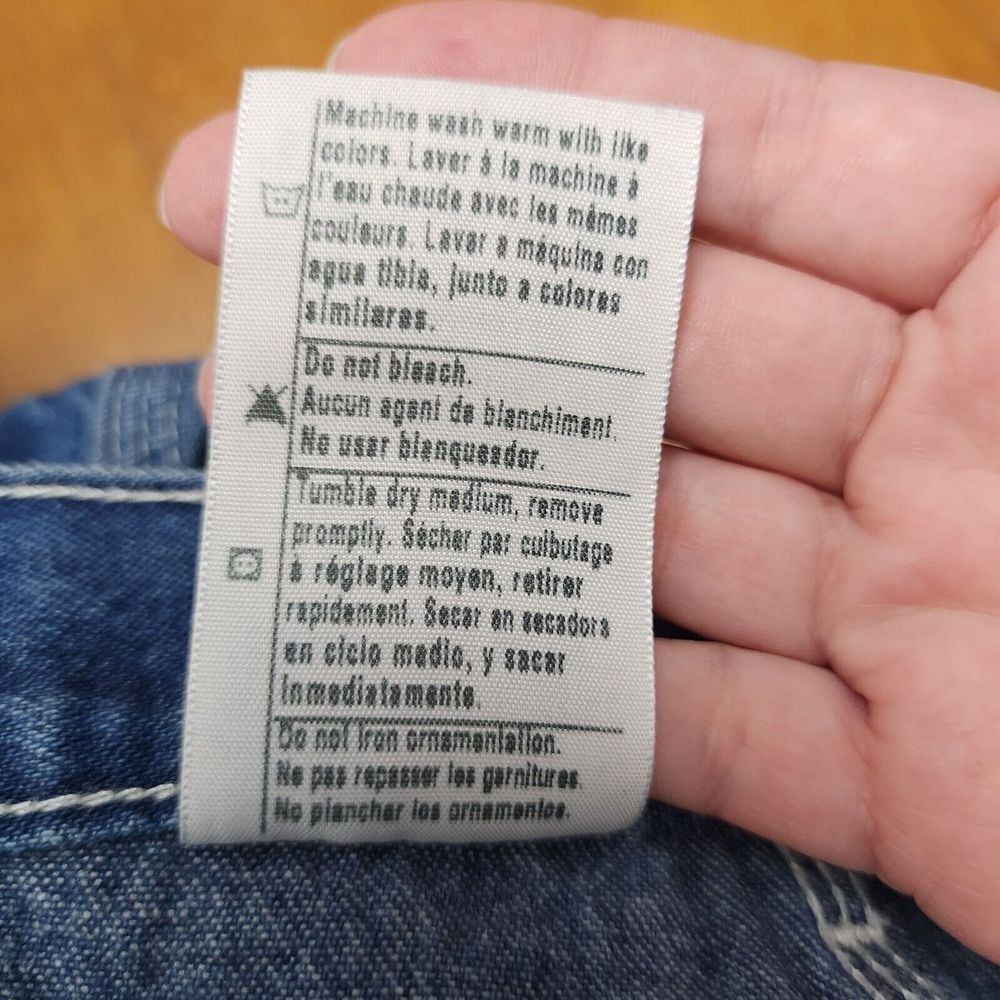 Machine wash warm with like
colors. Laver à la machine à
l'eau chaude avec les mêmes
couleurs. Lavar a máquina con
agua tibia, junto a colores
similares.
Do not bleach.
Aucun agent de blanchiment.
No usar blanqueador.
Tumble dry medium, remove
promptly. Sécher par culbutage
à réglage moyen, retirer
rapidement. Secar en secadora
en ciclo medio, y sacar
inmediatamente.
Do not iron ornamentation.
Ne pas repasser les garnitures.
No planchar los ornamentos.